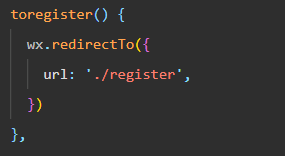 toregister() {
wx.redirectTo({
url: './register',
})
},